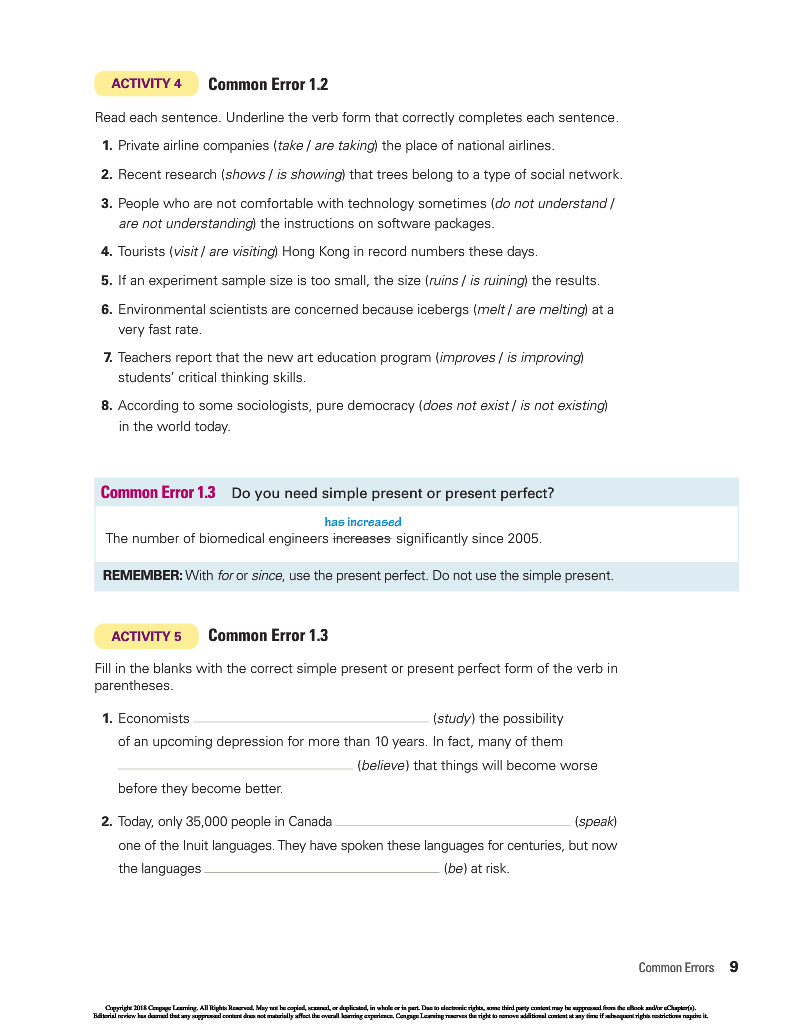 ACTIVITY 4 Common Error 1.2
Read each sentence. Underline the verb form that correctly completes each sentence.
1. Private airline companies (take / are taking) the place of national airlines.
2. Recent research (shows / is showing) that trees belong to a type of social network.
3. People who are not comfortable with technology sometimes (do not understand /
are not understanding) the instructions on software packages.
4. Tourists (visit / are visiting) Hong Kong in record numbers these days.
5. If an experiment sample size is too small, the size (ruins / is ruining) the results.
6. Environmental scientists are concerned because icebergs (melt / are melting) at a
very fast rate.
7. Teachers report that the new art education program (improves / is improving)
students' critical thinking skills.
8. According to some sociologists, pure democracy (does not exist / is not existing)
in the world today.
Common Error 1.3 Do you need simple present or present perfect?
has increased
The number of biomedical engineers increases significantly since 2005.
REMEMBER: With for or since, use the present perfect. Do not use the simple present.
ACTIVITY 5 Common Error 1.3
Fill in the blanks with the correct simple present or present perfect form of the verb in
parentheses.
1. Economists (study) the possibility
of an upcoming depression for more than 10 years. In fact, many of them
(believe) that things will become worse
before they become better.
2. Today, only 35,000 people in Canada (speak)
one of the Inuit languages. They have spoken these languages for centuries, but now
the languages (be) at risk.
Common Errors 9
Copyright 2018 Cengage Learning. All Rights Reserved. May not be copied, scanned, or duplicated, in whole or in part. Due to electronic rights, some third party content may be suppressed from the eBook and/or eChapter(s).
Editorial review has deemed that any suppressed content does not materially affect the overall learning experience. Cengage Learning reserves the right to remove additional content at any time if subsequent rights restrictions require it.